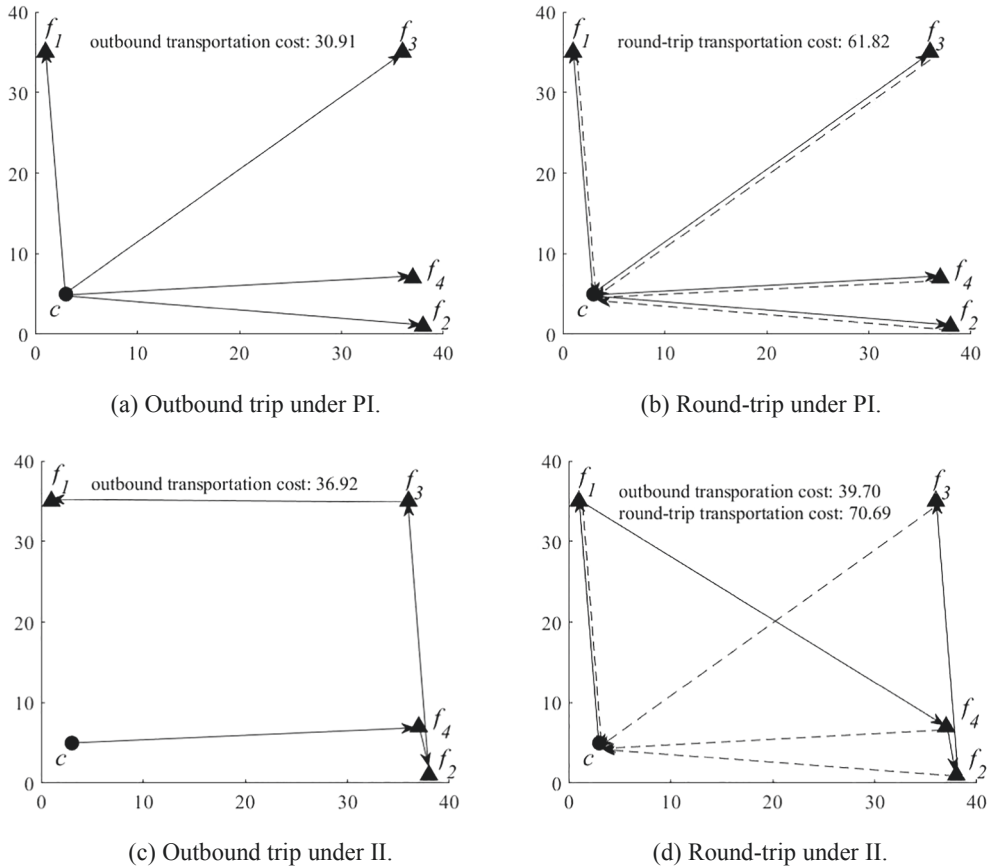 40
30
20
10
0
0 10 20 30 40
f1
f3
f4
f2
c
outbound transportation cost: 30.91
(a) Outbound trip under PI.
40
30
20
10
0
0 10 20 30 40
f1
f3
f4
f2
c
round-trip transportation cost: 61.82
(b) Round-trip under PI.
40
30
20
10
0
0 10 20 30 40
f1
f3
f4
f2
c
outbound transportation cost: 36.92
(c) Outbound trip under II.
40
30
20
10
0
0 10 20 30 40
f1
f3
f4
f2
c
outbound transporation cost: 39.70
round-trip transportation cost: 70.69
(d) Round-trip under II.